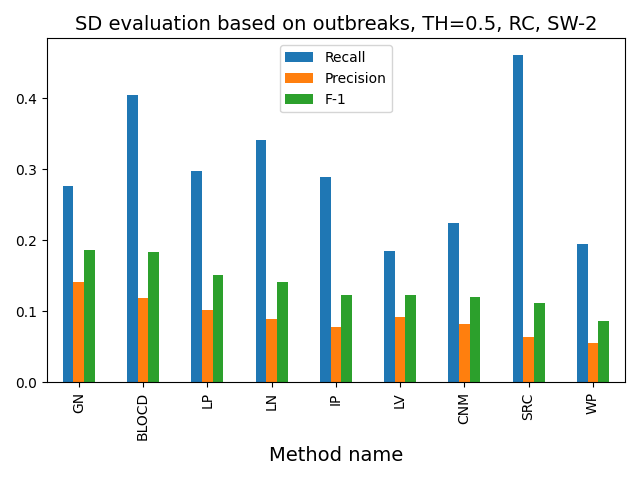 SD evaluation based on outbreaks, TH=0.5, RC, SW-2
Recall
Precision
F-1
0.4
0.3
0.2
0.1
0.0
GN
BLOCD
LP
LN
IP
LV
CNM
SRC
WP
Method name